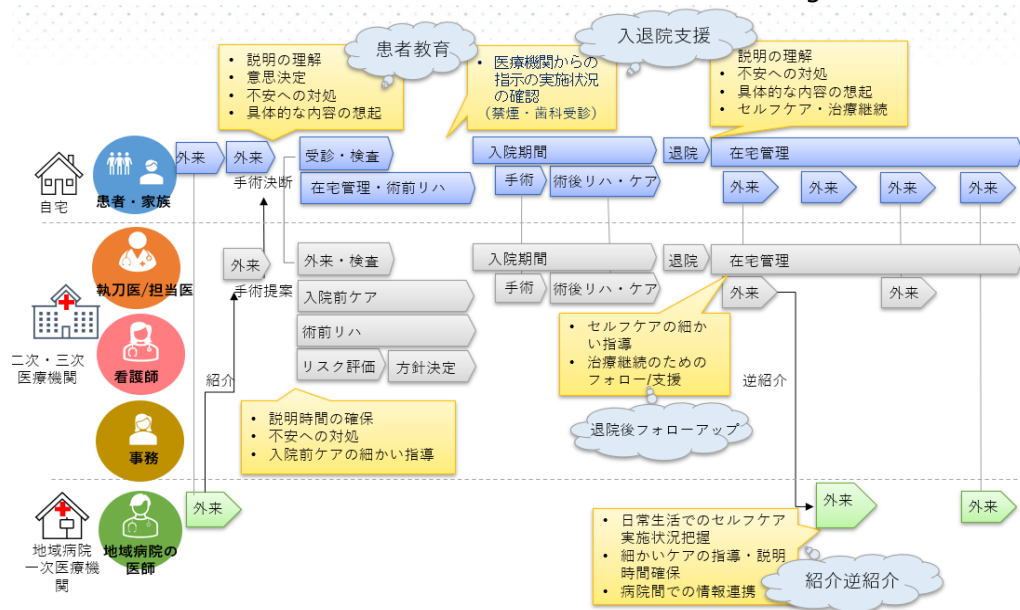 患者教育
入退院支援
• 説明の理解
• 意思決定
• 不安への対処
• 具体的な内容の想起
• 医療機関からの
指示の実施状況
の確認
（禁煙・歯科受診）
• 説明の理解
• 不安への対処
• 具体的な内容の想起
• セルフケア・治療継続
自宅
患者・家族
外来
外来
手術決断
受診・検査
在宅管理・術前リハ
入院期間
手術
術後リハ・ケア
退院
在宅管理
外来
外来
外来
外来
二次・三次
医療機関
執刀医/担当医
看護師
事務
外来
手術提案
紹介
外来・検査
入院前ケア
術前リハ
リスク評価
方針決定
入院期間
手術
術後リハ・ケア
退院
在宅管理
外来
外来
逆紹介
• 説明時間の確保
• 不安への対処
• 入院前ケアの細かい指導
• セルフケアの細か
い指導
• 治療継続のための
フォロー/支援
退院後フォローアップ
地域病院
一次医療機
関
地域病院の
医師
外来
外来
外来
• 日常生活でのセルフケア
実施状況把握
• 細かいケアの指導・説明
時間確保
• 病院間での情報連携
紹介逆紹介